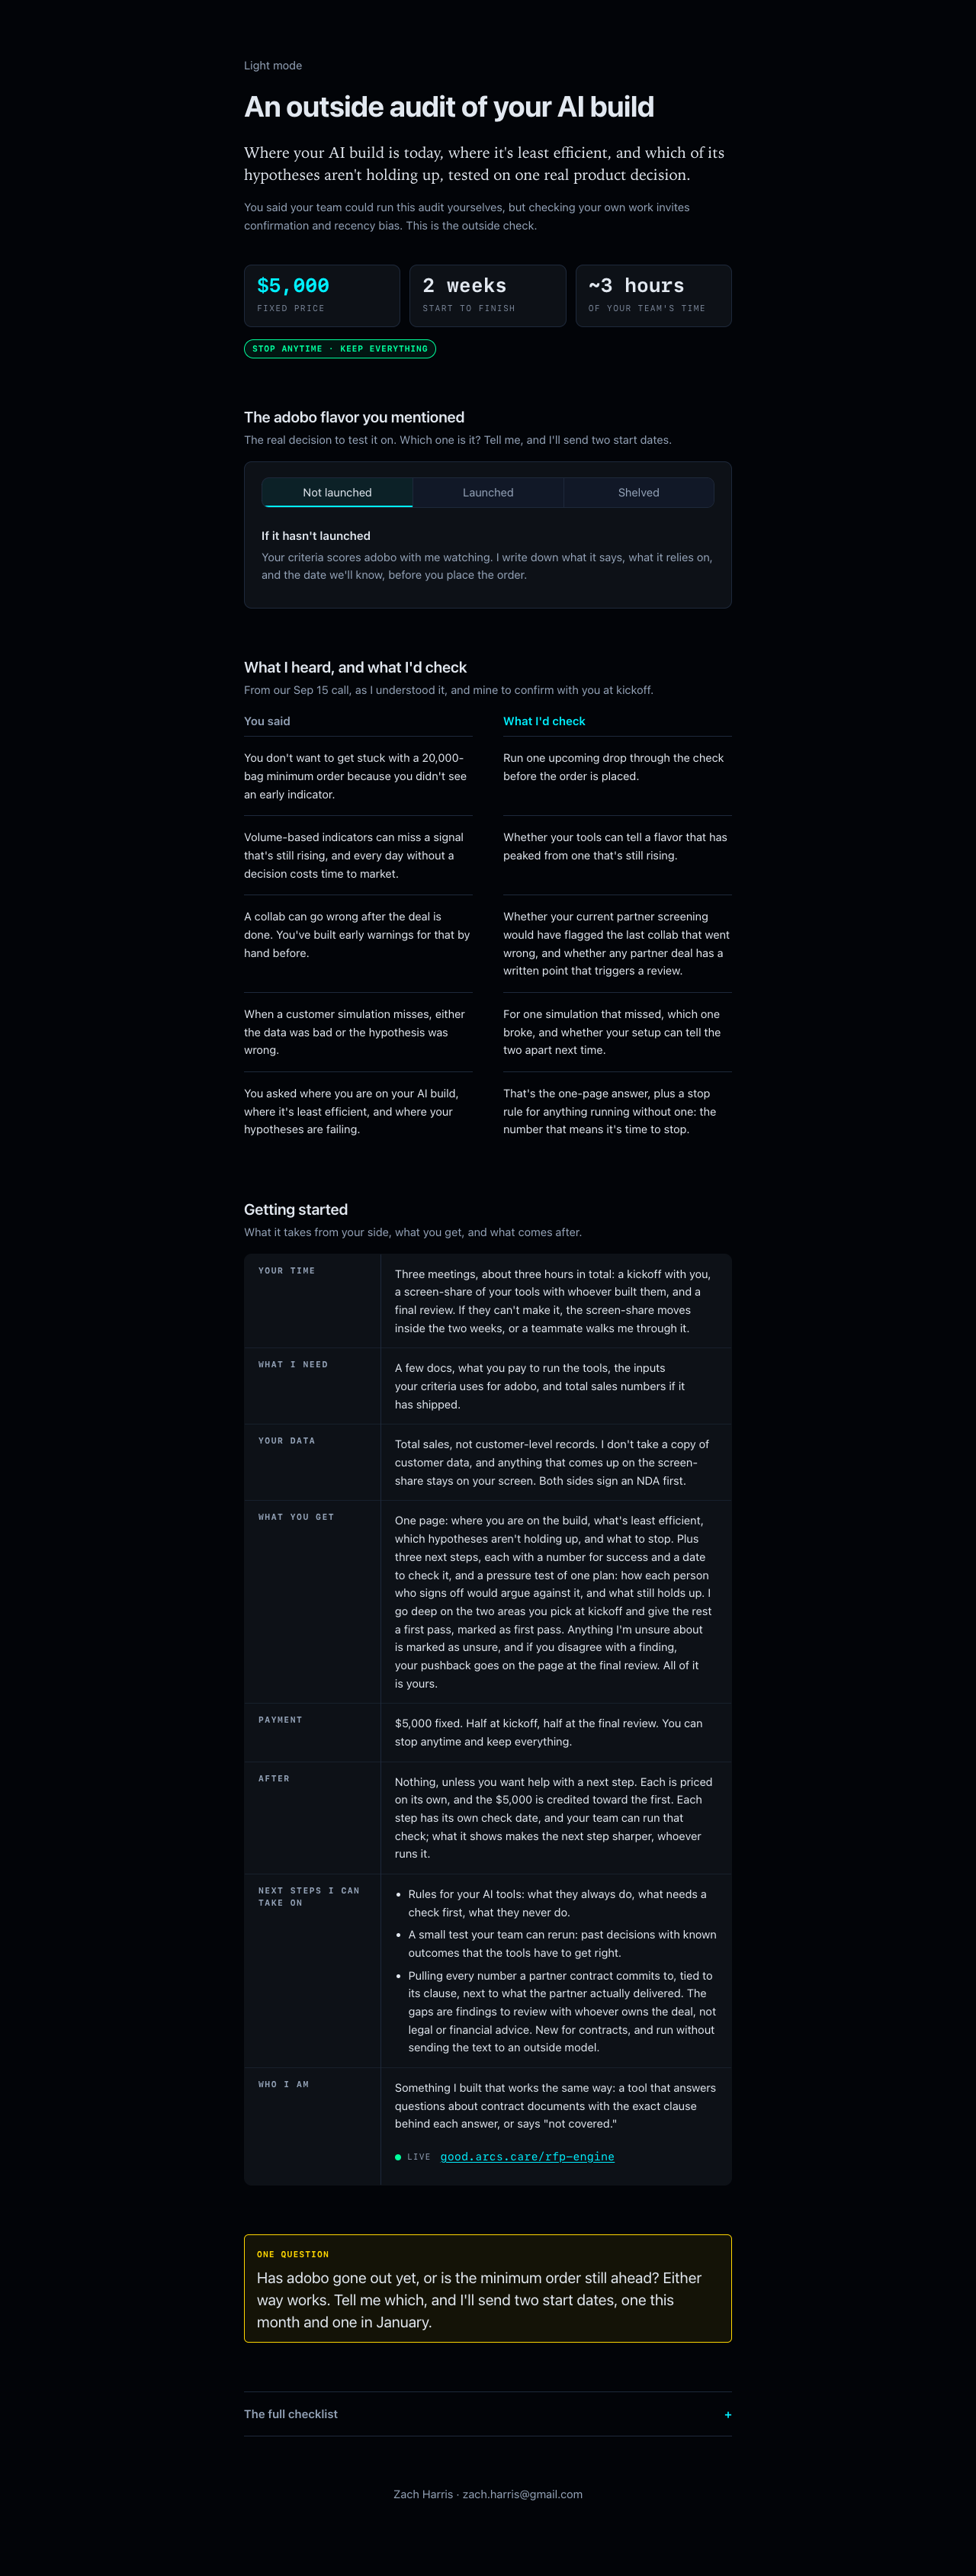 Light mode
An outside audit of your AI build
Where your AI build is today, where it's least efficient, and which of its
hypotheses aren't holding up, tested on one real product decision.
You said your team could run this audit yourselves, but checking your own work invites
confirmation and recency bias. This is the outside check.
$5,000
FIXED PRICE
2 weeks
START TO FINISH
~3 hours
OF YOUR TEAM'S TIME
STOP ANYTIME · KEEP EVERYTHING
The adobo flavor you mentioned
The real decision to test it on. Which one is it? Tell me, and I'll send two start dates.
Not launched
Launched
Shelved
If it hasn't launched
Your criteria scores adobo with me watching. I write down what it says, what it relies on,
and the date we'll know, before you place the order.
What I heard, and what I'd check
From our Sep 15 call, as I understood it, and mine to confirm with you at kickoff.
You said
What I'd check
You don't want to get stuck with a 20,000-
bag minimum order because you didn't see
an early indicator.
Run one upcoming drop through the check
before the order is placed.
Volume-based indicators can miss a signal
that's still rising, and every day without a
decision costs time to market.
Whether your tools can tell a flavor that has
peaked from one that's still rising.
A collab can go wrong after the deal is
done. You've built early warnings for that by
hand before.
Whether your current partner screening
would have flagged the last collab that went
wrong, and whether any partner deal has a
written point that triggers a review.
When a customer simulation misses, either
the data was bad or the hypothesis was
wrong.
For one simulation that missed, which one
broke, and whether your setup can tell the
two apart next time.
You asked where you are on your AI build,
where it's least efficient, and where your
hypotheses are failing.
That's the one-page answer, plus a stop
rule for anything running without one: the
number that means it's time to stop.
Getting started
What it takes from your side, what you get, and what comes after.
YOUR TIME
Three meetings, about three hours in total: a kickoff with you,
a screen-share of your tools with whoever built them, and a
final review. If they can't make it, the screen-share moves
inside the two weeks, or a teammate walks me through it.
WHAT I NEED
A few docs, what you pay to run the tools, the inputs
your criteria uses for adobo, and total sales numbers if it
has shipped.
YOUR DATA
Total sales, not customer-level records. I don't take a copy of
customer data, and anything that comes up on the screen-
share stays on your screen. Both sides sign an NDA first.
WHAT YOU GET
One page: where you are on the build, what's least efficient,
which hypotheses aren't holding up, and what to stop. Plus
three next steps, each with a number for success and a date
to check it, and a pressure test of one plan: how each person
who signs off would argue against it, and what still holds up. I
go deep on the two areas you pick at kickoff and give the rest
a first pass, marked as first pass. Anything I'm unsure about
is marked as unsure, and if you disagree with a finding,
your pushback goes on the page at the final review. All of it
is yours.
PAYMENT
$5,000 fixed. Half at kickoff, half at the final review. You can
stop anytime and keep everything.
AFTER
Nothing, unless you want help with a next step. Each is priced
on its own, and the $5,000 is credited toward the first. Each
step has its own check date, and your team can run that
check; what it shows makes the next step sharper, whoever
runs it.
NEXT STEPS I CAN
TAKE ON
• Rules for your AI tools: what they always do, what needs a
check first, what they never do.
• A small test your team can rerun: past decisions with known
outcomes that the tools have to get right.
• Pulling every number a partner contract commits to, tied to
its clause, next to what the partner actually delivered. The
gaps are findings to review with whoever owns the deal, not
legal or financial advice. New for contracts, and run without
sending the text to an outside model.
WHO I AM
Something I built that works the same way: a tool that answers
questions about contract documents with the exact clause
behind each answer, or says "not covered."
LIVE good.arcs.care/rfp-engine
ONE QUESTION
Has adobo gone out yet, or is the minimum order still ahead? Either
way works. Tell me which, and I'll send two start dates, one this
month and one in January.
The full checklist +
Zach Harris · zach.harris@gmail.com